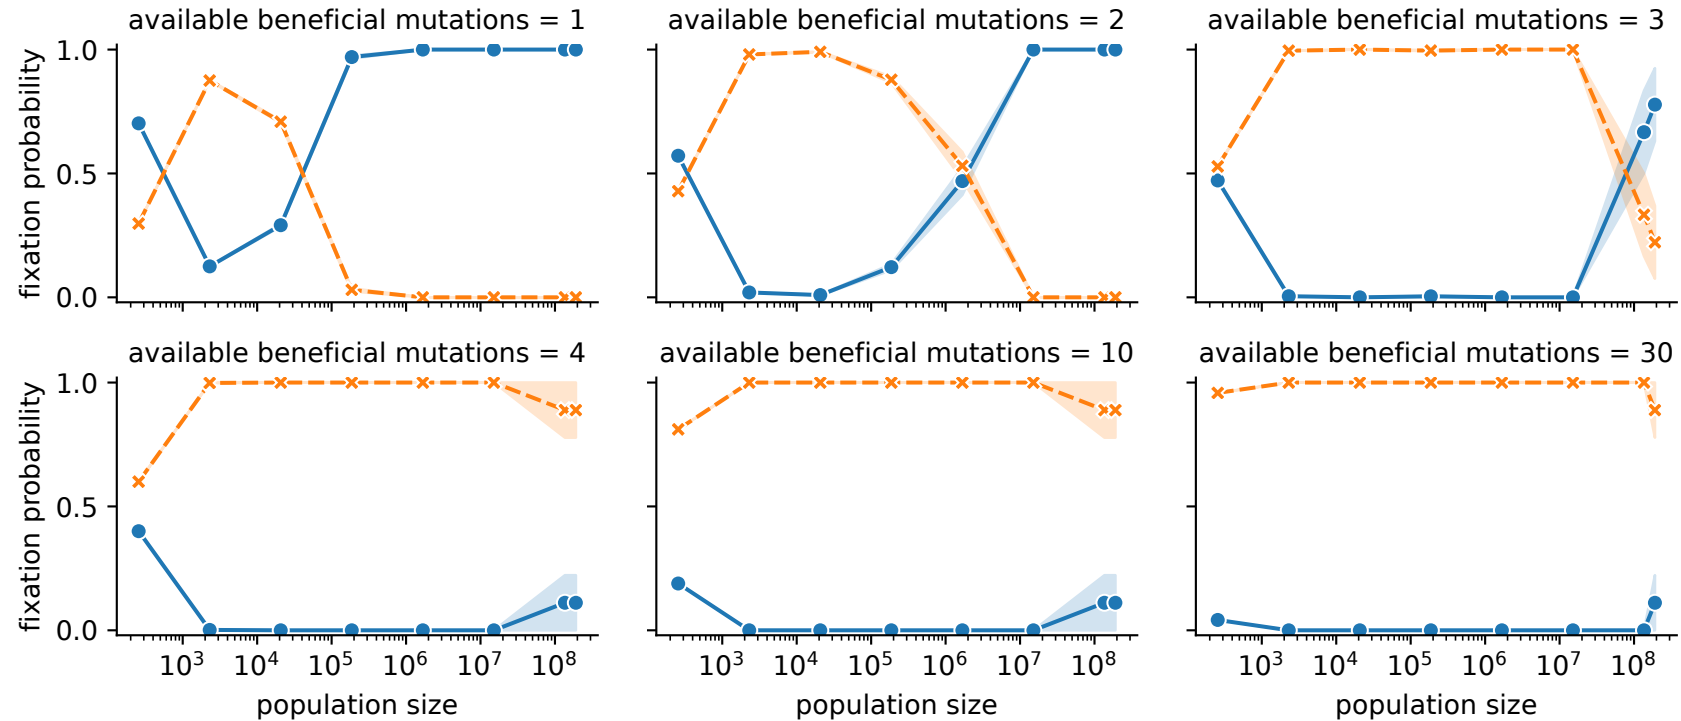 available beneficial mutations = 1
available beneficial mutations = 2
available beneficial mutations = 3
fixation probability
1.0
0.5
0.0
available beneficial mutations = 4
available beneficial mutations = 10
available beneficial mutations = 30
fixation probability
1.0
0.5
0.0
10³ 10⁴ 10⁵ 10⁶ 10⁷ 10⁸
10³ 10⁴ 10⁵ 10⁶ 10⁷ 10⁸
10³ 10⁴ 10⁵ 10⁶ 10⁷ 10⁸
population size
population size
population size